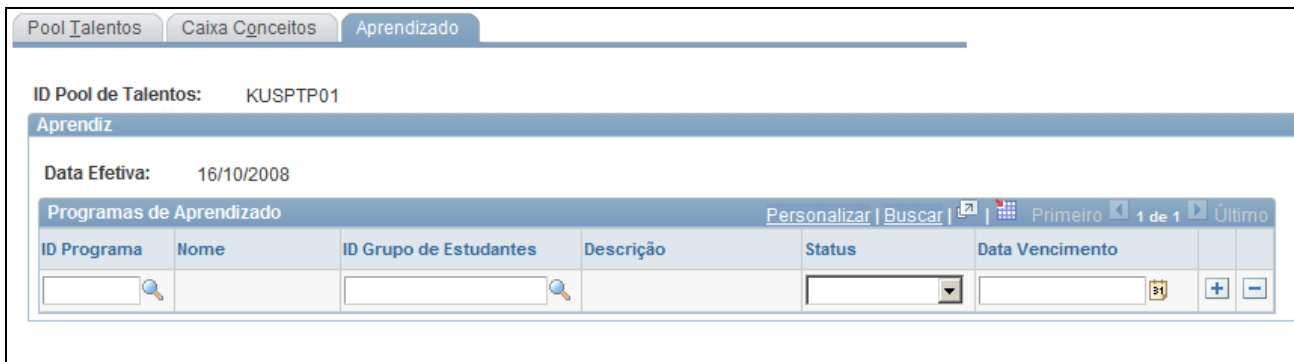 Pool Talentos Caixa Conceitos Aprendizado
ID Pool de Talentos: KUSPTP01
Aprendiz
Data Efetiva: 16/10/2008
Programas de Aprendizado Personalizar | Buscar | | Primeiro 1 de 1 Último
ID Programa Nome ID Grupo de Estudantes Descrição Status Data Vencimento
31